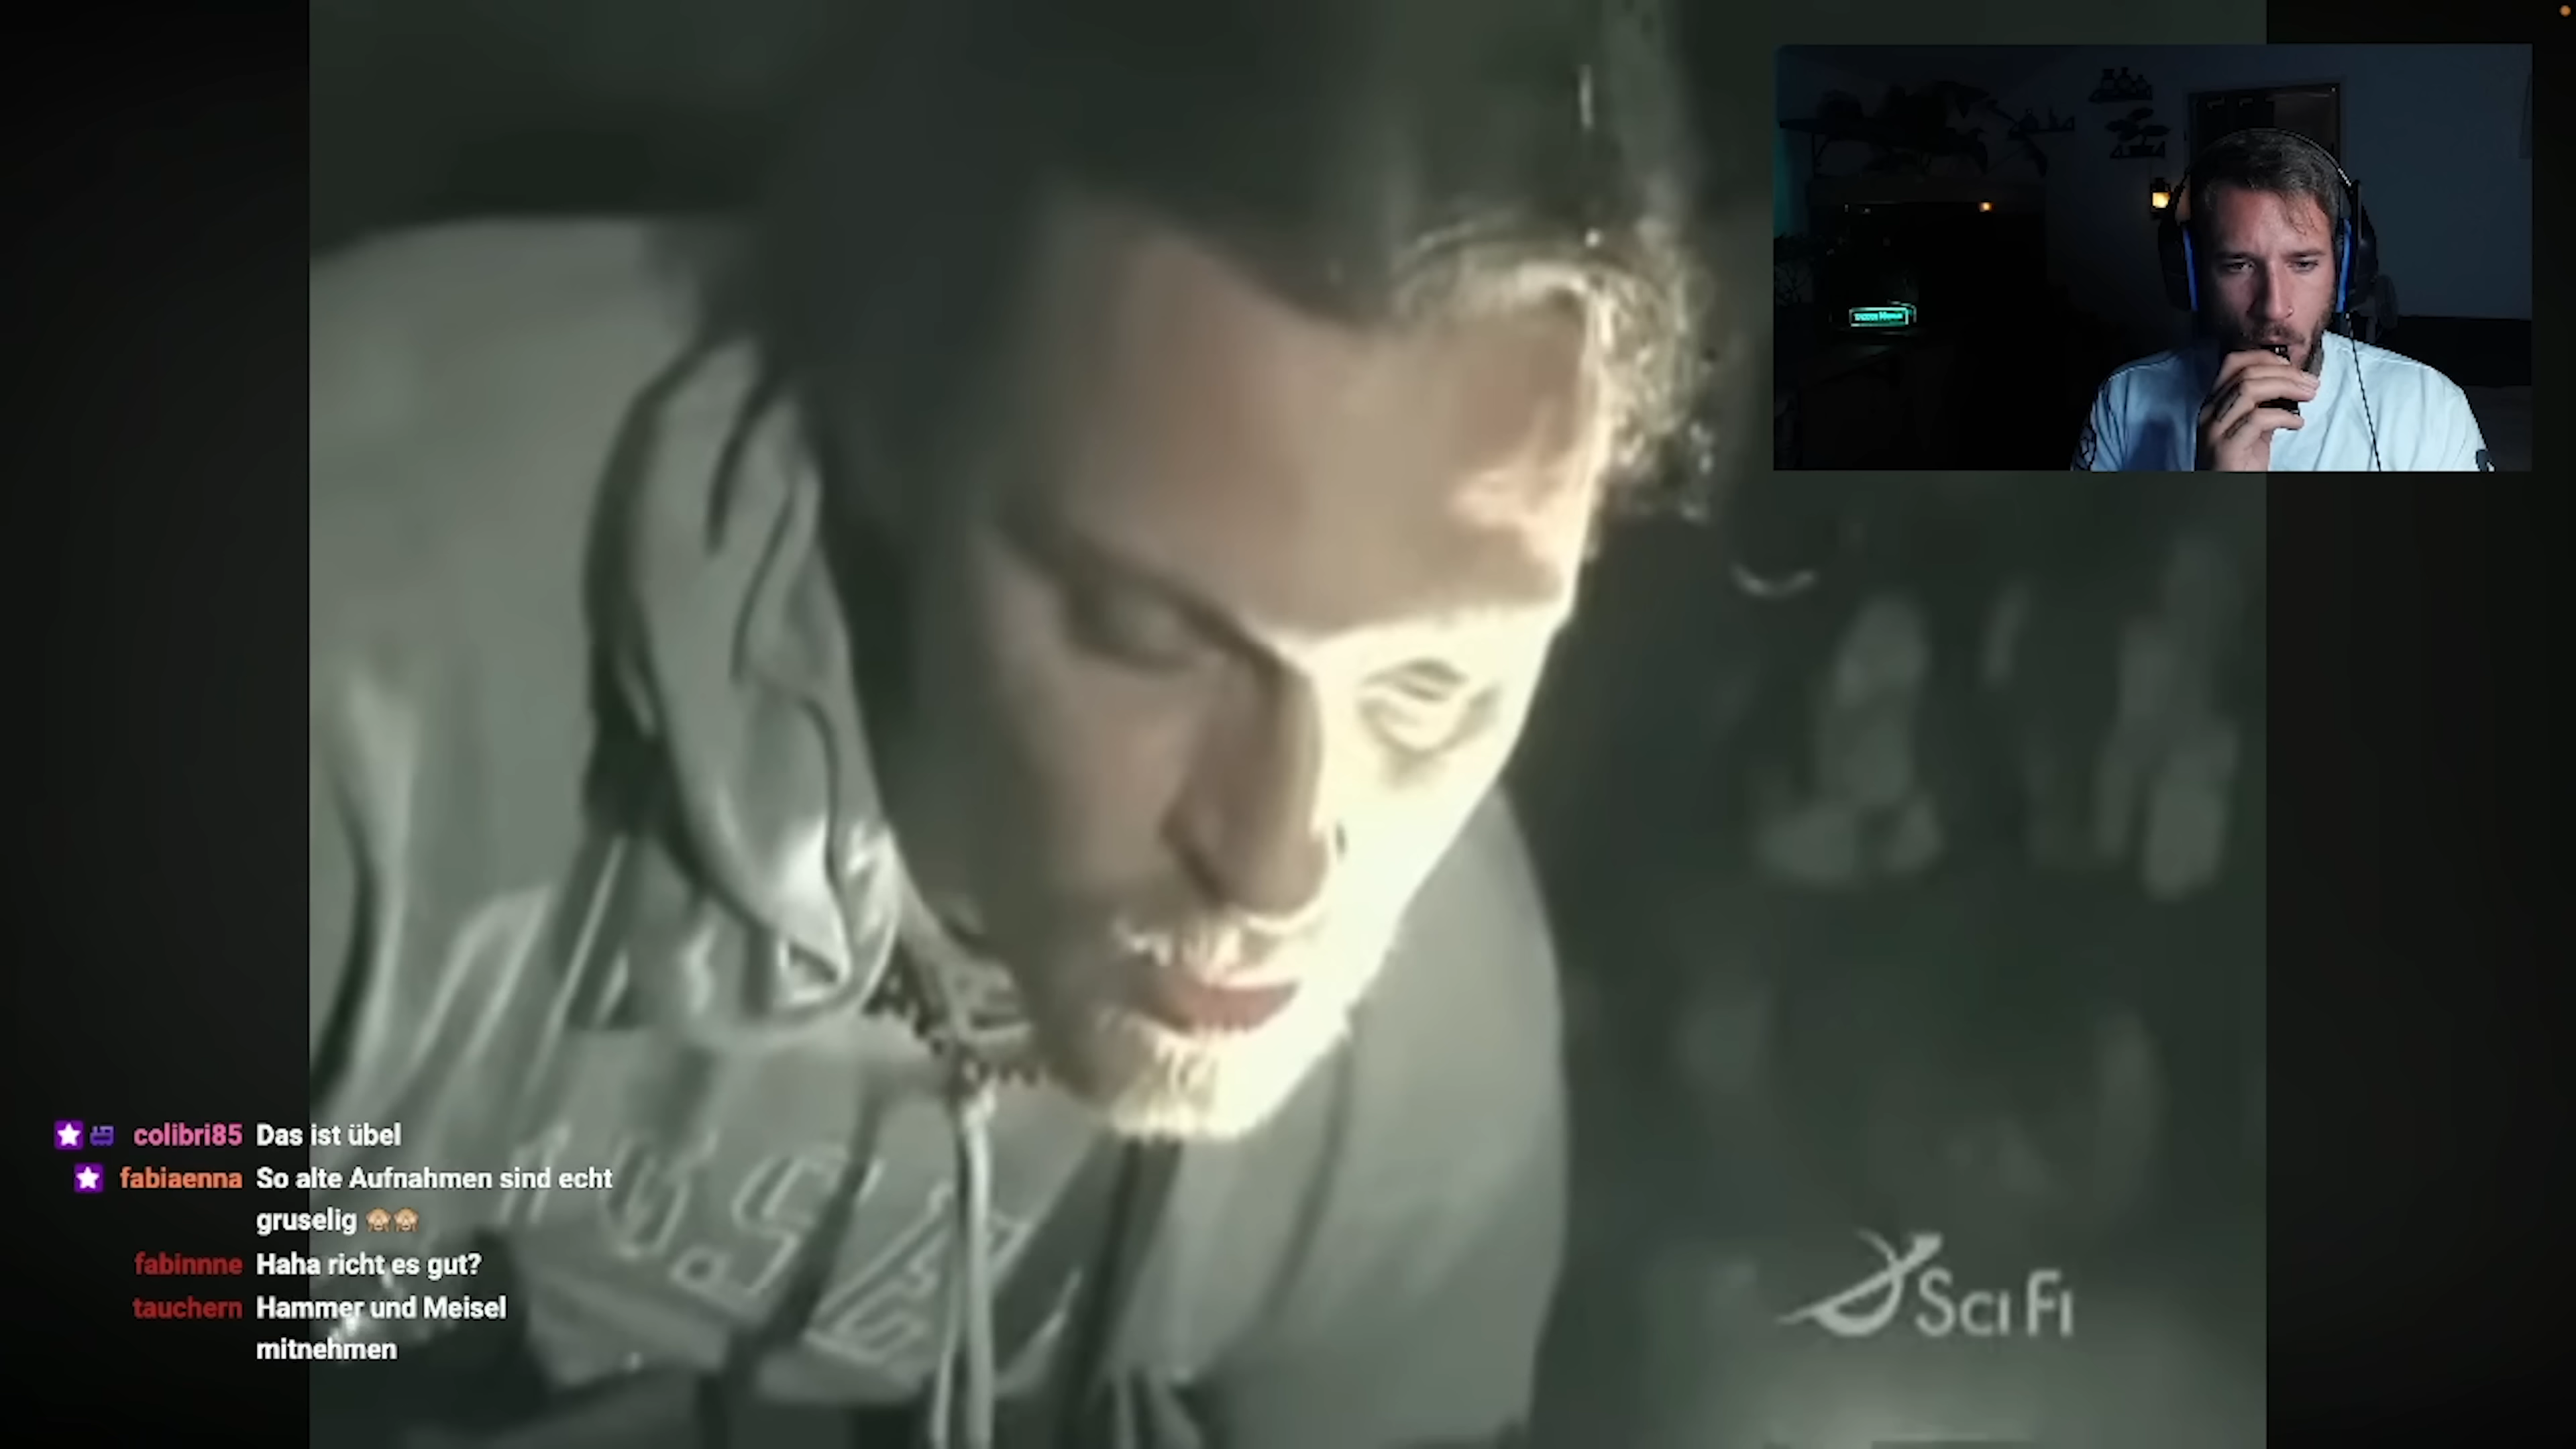 colibri85 Das ist übel
fabiaenna So alte Aufnahmen sind echt
gruselig 🙈🙈
fabinnne Haha richt es gut?
tauchern Hammer und Meisel
mitnehmen
SCI FI